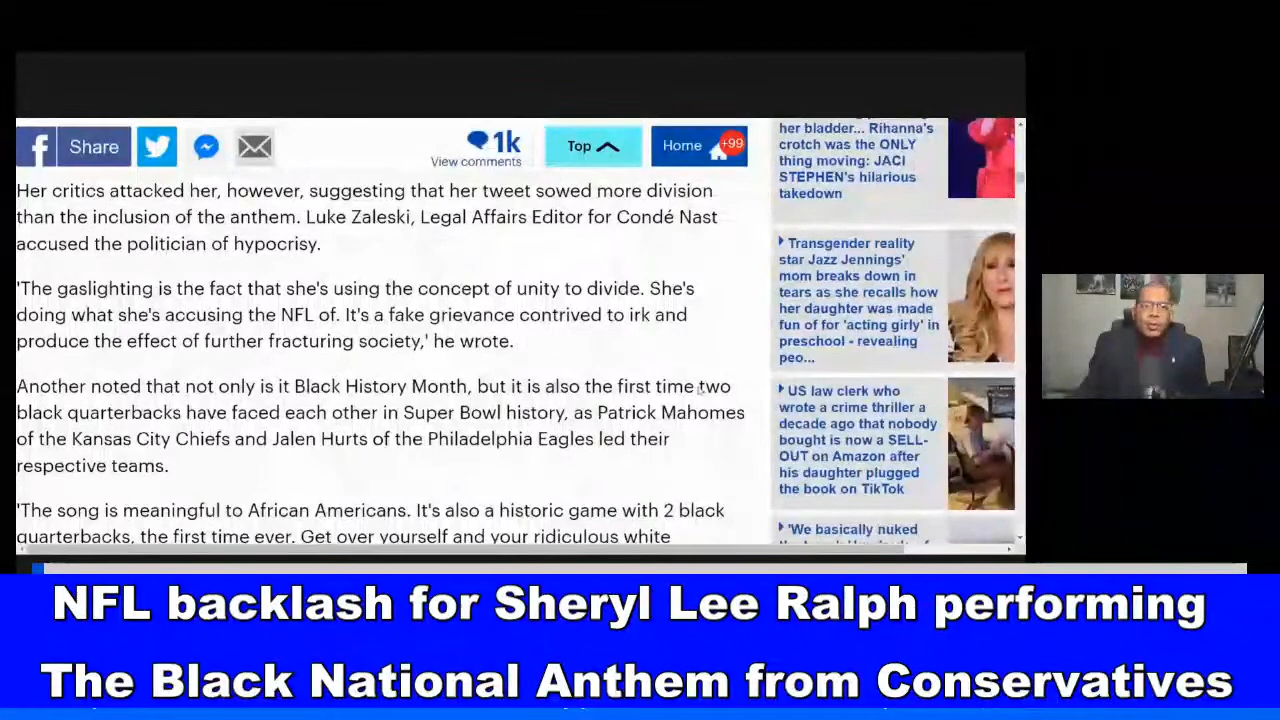 Share
1k
View comments
Top
Home
+99
Her critics attacked her, however, suggesting that her tweet sowed more division
than the inclusion of the anthem. Luke Zaleski, Legal Affairs Editor for Condé Nast
accused the politician of hypocrisy.
'The gaslighting is the fact that she's using the concept of unity to divide. She's
doing what she's accusing the NFL of. It's a fake grievance contrived to irk and
produce the effect of further fracturing society,' he wrote.
Another noted that not only is it Black History Month, but it is also the first time two
black quarterbacks have faced each other in Super Bowl history, as Patrick Mahomes
of the Kansas City Chiefs and Jalen Hurts of the Philadelphia Eagles led their
respective teams.
'The song is meaningful to African Americans. It's also a historic game with 2 black
quarterbacks, the first time ever. Get over yourself and your ridiculous white
her bladder... Rihanna's
crotch was the ONLY
thing moving: JACI
STEPHEN's hilarious
takedown
Transgender reality
star Jazz Jennings'
mom breaks down in
tears as she recalls how
her daughter was made
fun of for 'acting girly' in
preschool - revealing
peo...
US law clerk who
wrote a crime thriller a
decade ago that nobody
bought is now a SELL-
OUT on Amazon after
his daughter plugged
the book on TikTok
'We basically nuked
NFL backlash for Sheryl Lee Ralph performing
The Black National Anthem from Conservatives